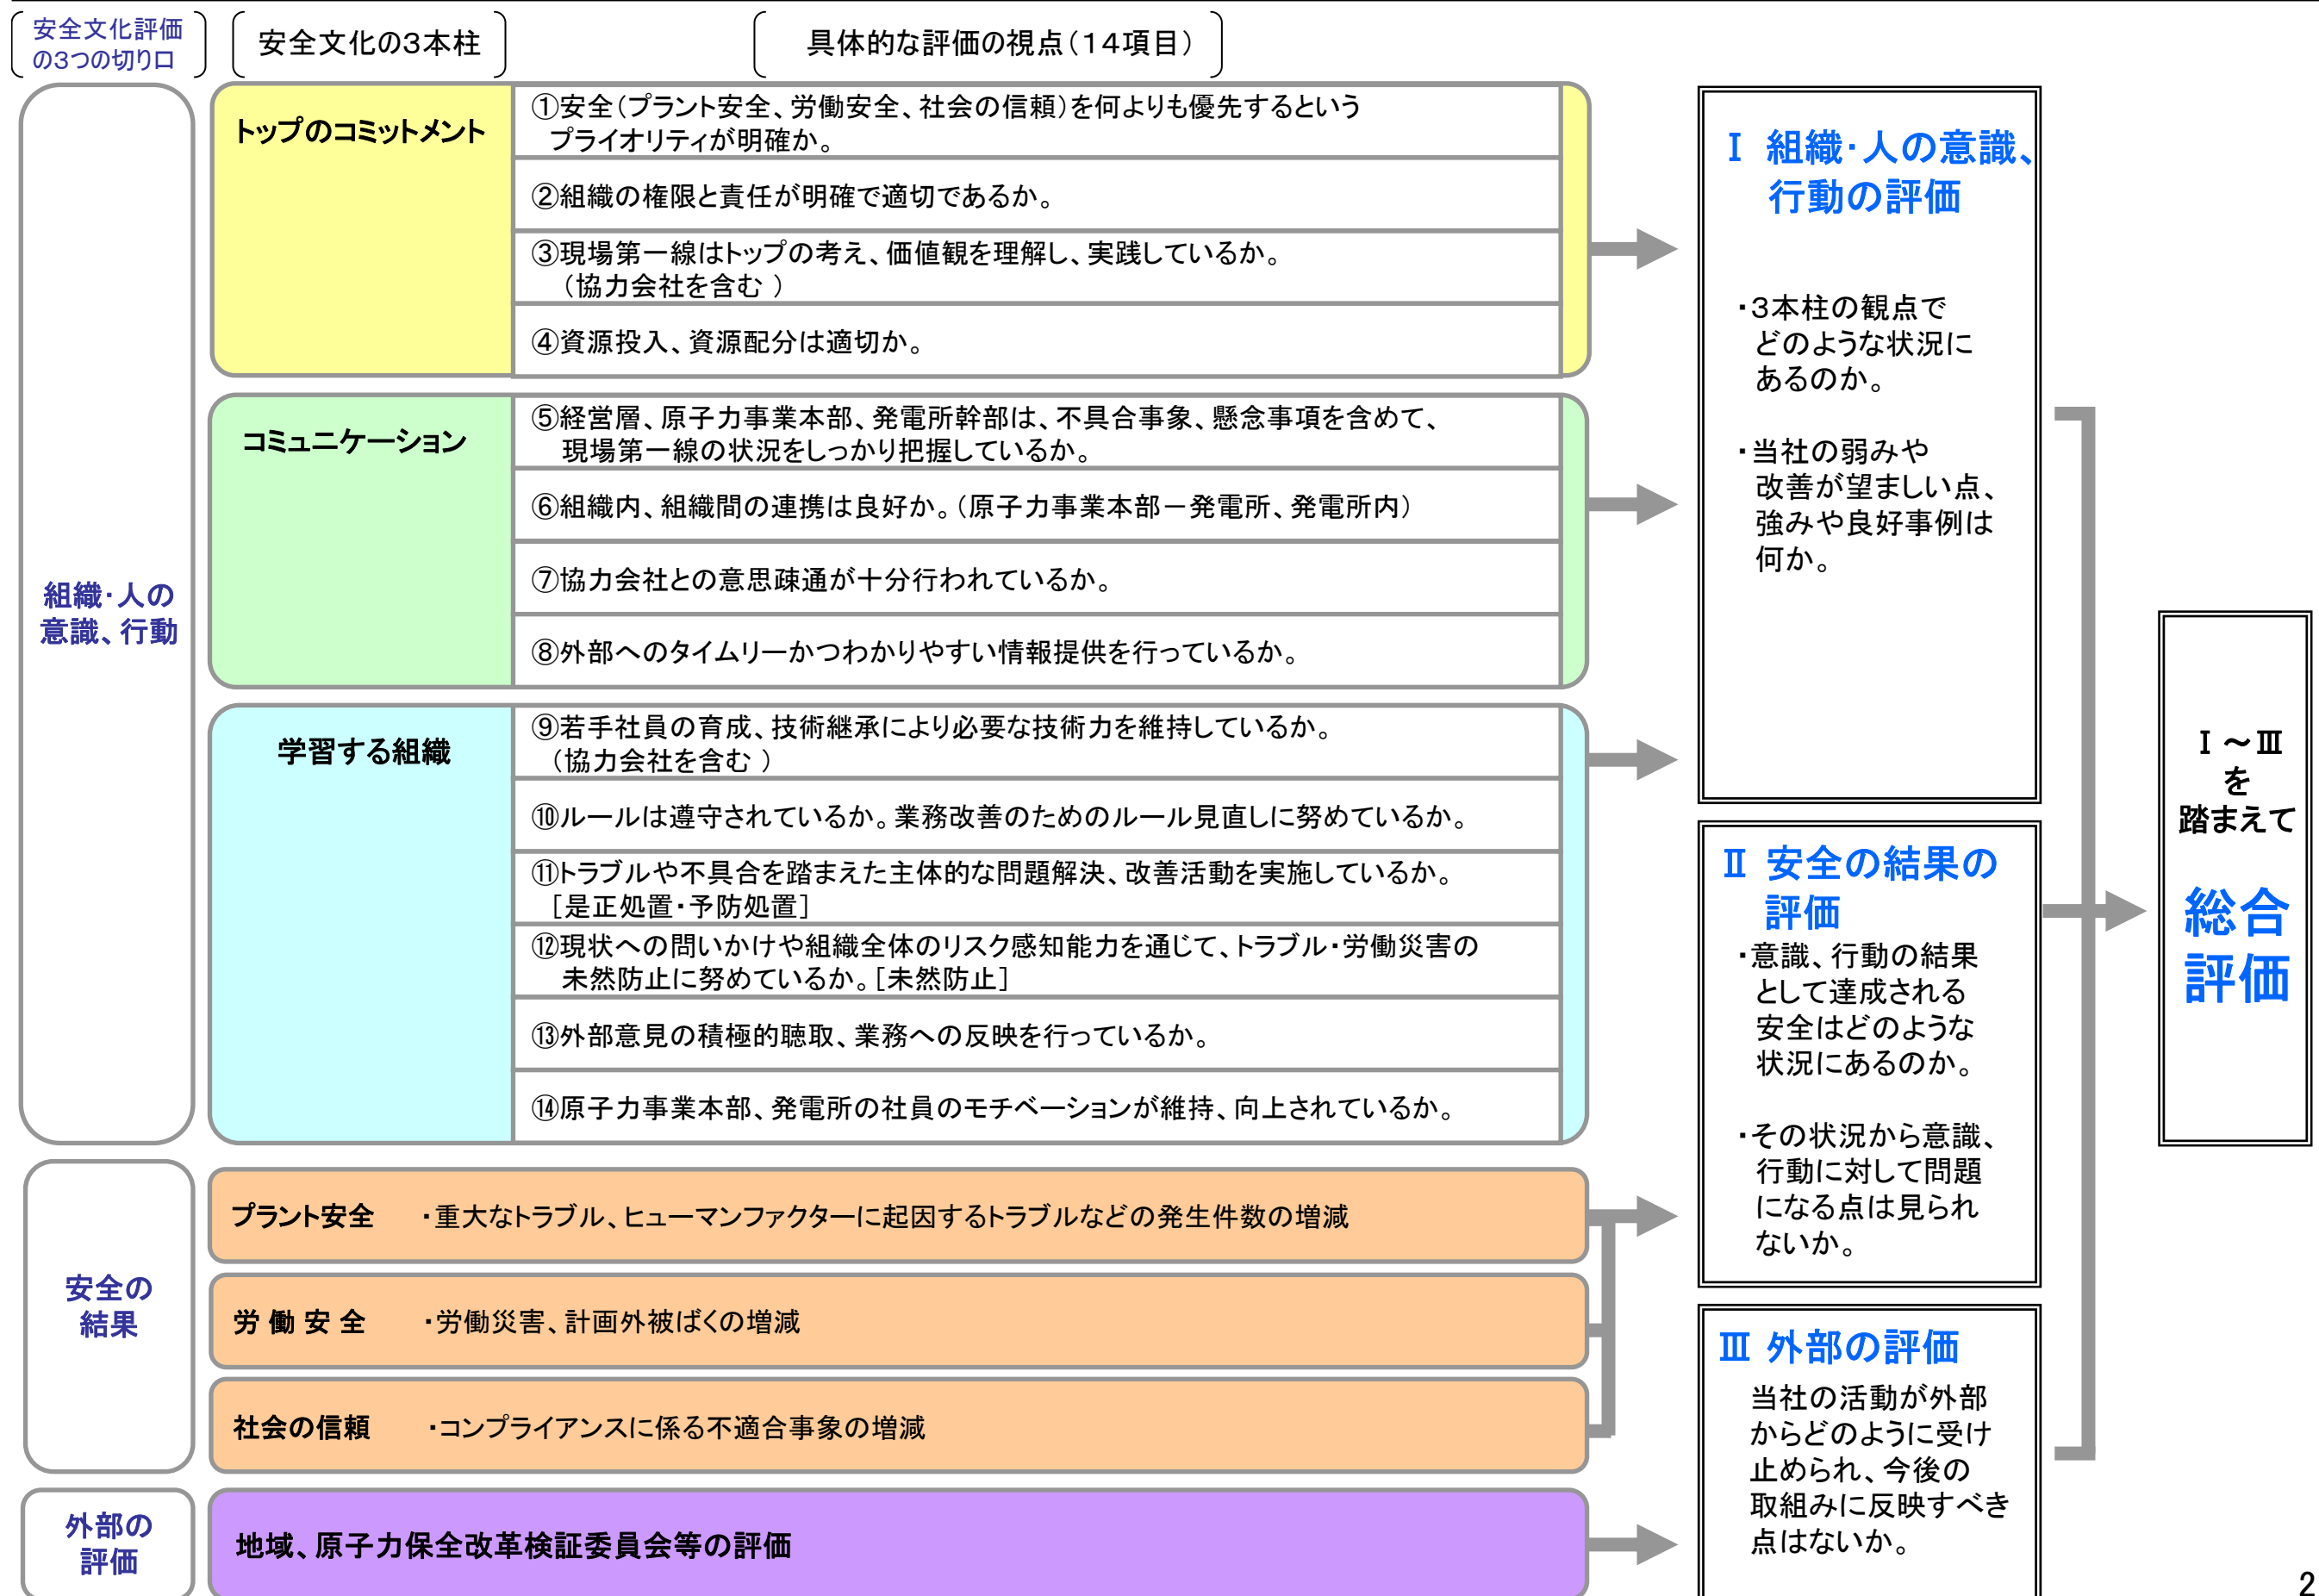 安全文化評価
の3つの切り口
安全文化の3本柱
具体的な評価の視点(14項目)
組織・人の
意識、行動
トップのコミットメント
①安全(プラント安全、労働安全、社会の信頼)を何よりも優先するという
プライオリティが明確か。
②組織の権限と責任が明確で適切であるか。
③現場第一線はトップの考え、価値観を理解し、実践しているか。
(協力会社を含む )
④資源投入、資源配分は適切か。
コミュニケーション
⑤経営層、原子力事業本部、発電所幹部は、不具合事象、懸念事項を含めて、
現場第一線の状況をしっかり把握しているか。
⑥組織内、組織間の連携は良好か。(原子力事業本部-発電所、発電所内)
⑦協力会社との意思疎通が十分行われているか。
⑧外部へのタイムリーかつわかりやすい情報提供を行っているか。
学習する組織
⑨若手社員の育成、技術継承により必要な技術力を維持しているか。
(協力会社を含む )
⑩ルールは遵守されているか。業務改善のためのルール見直しに努めているか。
⑪トラブルや不具合を踏まえた主体的な問題解決、改善活動を実施しているか。
[是正処置・予防処置]
⑫現状への問いかけや組織全体のリスク感知能力を通じて、トラブル・労働災害の
未然防止に努めているか。[未然防止]
⑬外部意見の積極的聴取、業務への反映を行っているか。
⑭原子力事業本部、発電所の社員のモチベーションが維持、向上されているか。
安全の
結果
プラント安全 ・重大なトラブル、ヒューマンファクターに起因するトラブルなどの発生件数の増減
労 働 安 全 ・労働災害、計画外被ばくの増減
社会の信頼 ・コンプライアンスに係る不適合事象の増減
外部の
評価
地域、原子力保全改革検証委員会等の評価
Ⅰ 組織・人の意識、
行動の評価
・3本柱の観点で
どのような状況に
あるのか。
・当社の弱みや
改善が望ましい点、
強みや良好事例は
何か。
Ⅱ 安全の結果の
評価
・意識、行動の結果
として達成される
安全はどのような
状況にあるのか。
・その状況から意識、
行動に対して問題
になる点は見られ
ないか。
Ⅲ 外部の評価
当社の活動が外部
からどのように受け
止められ、今後の
取組みに反映すべき
点はないか。
Ⅰ~Ⅲ
を
踏まえて
総合
評価
2